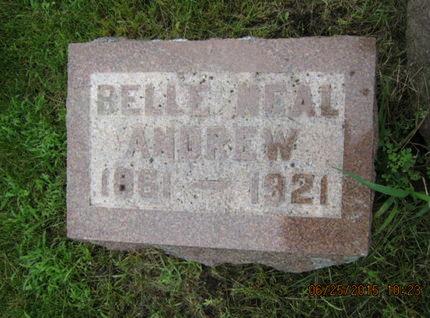 BELLE NEAL
ANDREW
1861 — 1921
06/25/2015 10:23